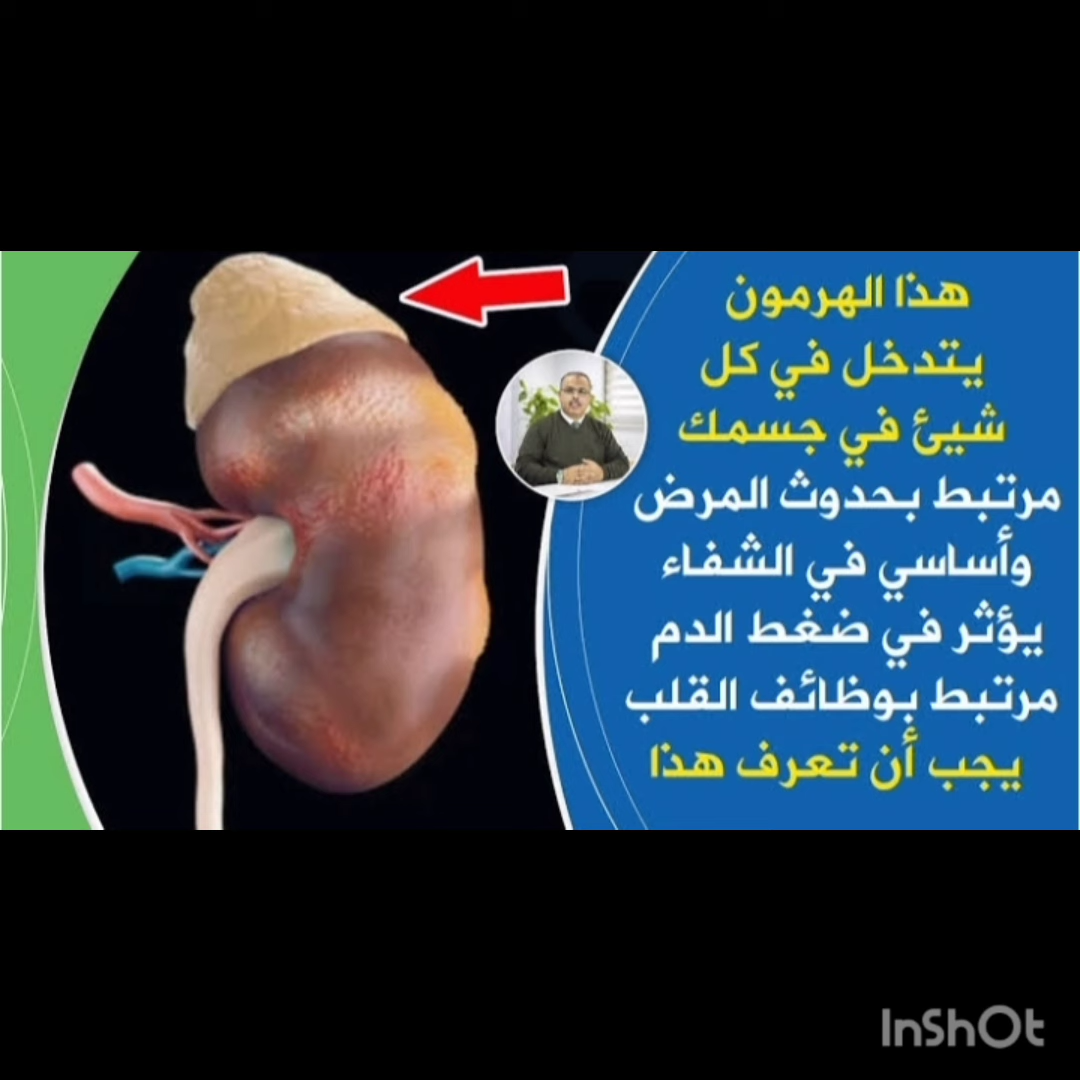 هذا الهرمون
يتدخل في كل
شيئ في جسمك
مرتبط بحدوث المرض
وأساسي في الشفاء
يؤثر في ضغط الدم
مرتبط بوظائف القلب
يجب أن تعرف هذا
InShOt